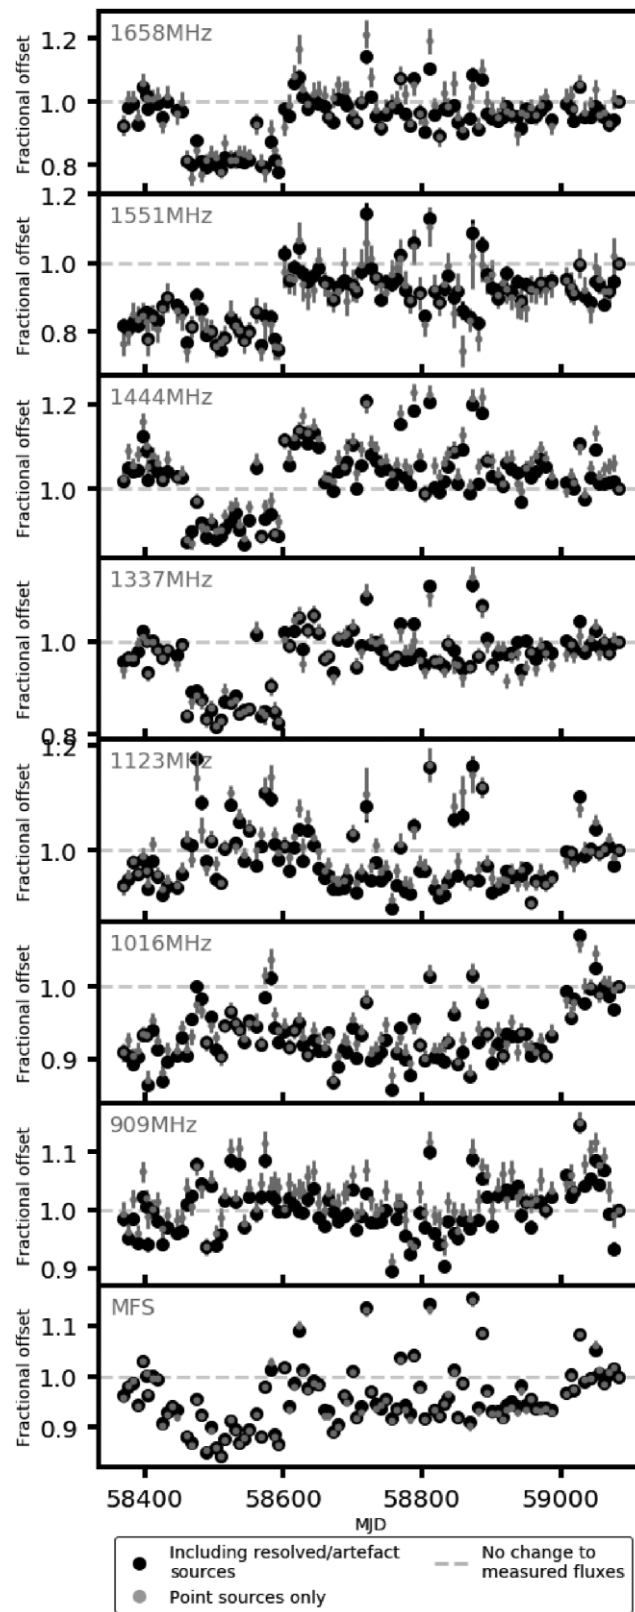 1658MHz
1.2
1.0
0.8
Fractional offset
1551MHz
1.2
1.0
0.8
Fractional offset
1444MHz
1.2
1.0
Fractional offset
1337MHz
1.0
0.8
Fractional offset
1123MHz
1.2
1.0
Fractional offset
1016MHz
1.0
0.9
Fractional offset
909MHz
1.1
1.0
0.9
Fractional offset
MFS
1.1
1.0
0.9
Fractional offset
58400 58600 58800 59000
MJD
Including resolved/artefact
sources
Point sources only
No change to
measured fluxes